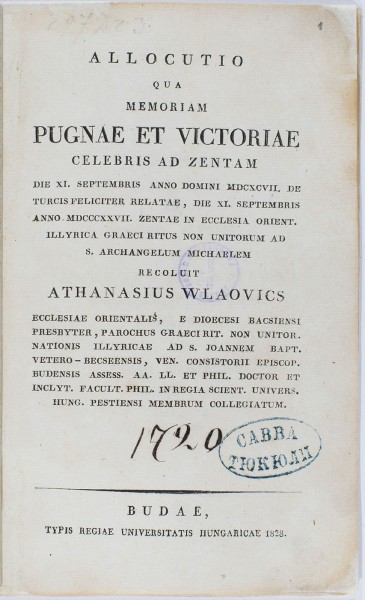 1
ALLOCUTIO
QUA
MEMORIAM
PUGNAE ET VICTORIAE
CELEBRIS AD ZENTAM
DIE XI. SEPTEMBRIS ANNO DOMINI MDCXCVII. DE
TURCIS FELICITER RELATAE, DIE XI. SEPTEMBRIS
ANNO MDCCCXXVII. ZENTAE IN ECCLESIA ORIENT.
ILLYRICA GRAECI RITUS NON UNITORUM AD
S. ARCHANGELUM MICHAELEM
RECOLUIT
ATHANASIUS WLAOVICS
ECCLESIAE ORIENTALIS, E DIOECESI BACSIENSI
PRESBYTER, PAROCHUS GRAECI RIT. NON UNITOR.
NATIONIS ILLYRICAE AD S. JOANNEM BAPT.
VETERO-BECSEENSIS, VEN. CONSISTORII EPISCOP.
BUDENSIS ASSESS. AA. LL. ET PHIL. DOCTOR ET
INCLYT. FACULT. PHIL. IN REGIA SCIENT. UNIVERS.
HUNG. PESTIENSI MEMBRUM COLLEGIATUM.
1720
САВВА
ТЮКЮЛИ
BUDAE,
TYPIS REGIAE UNIVERSITATIS HUNGARICAE 1828.